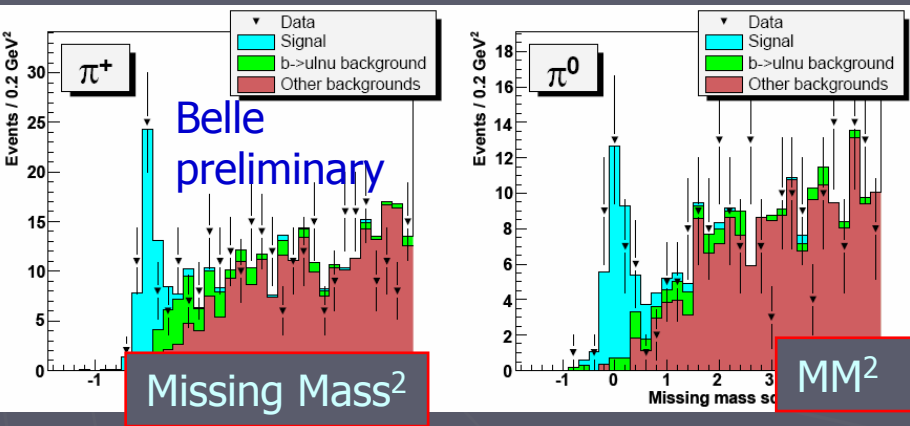 Data
Signal
b->ulnu background
Other backgrounds
Events / 0.2 GeV²
π⁺
Belle
preliminary
30
25
20
15
10
5
0
-1
Missing Mass²
Data
Signal
b->ulnu background
Other backgrounds
Events / 0.2 GeV²
π⁰
18
16
14
12
10
8
6
4
2
0
-1 0 1 2 3
Missing mass
MM²